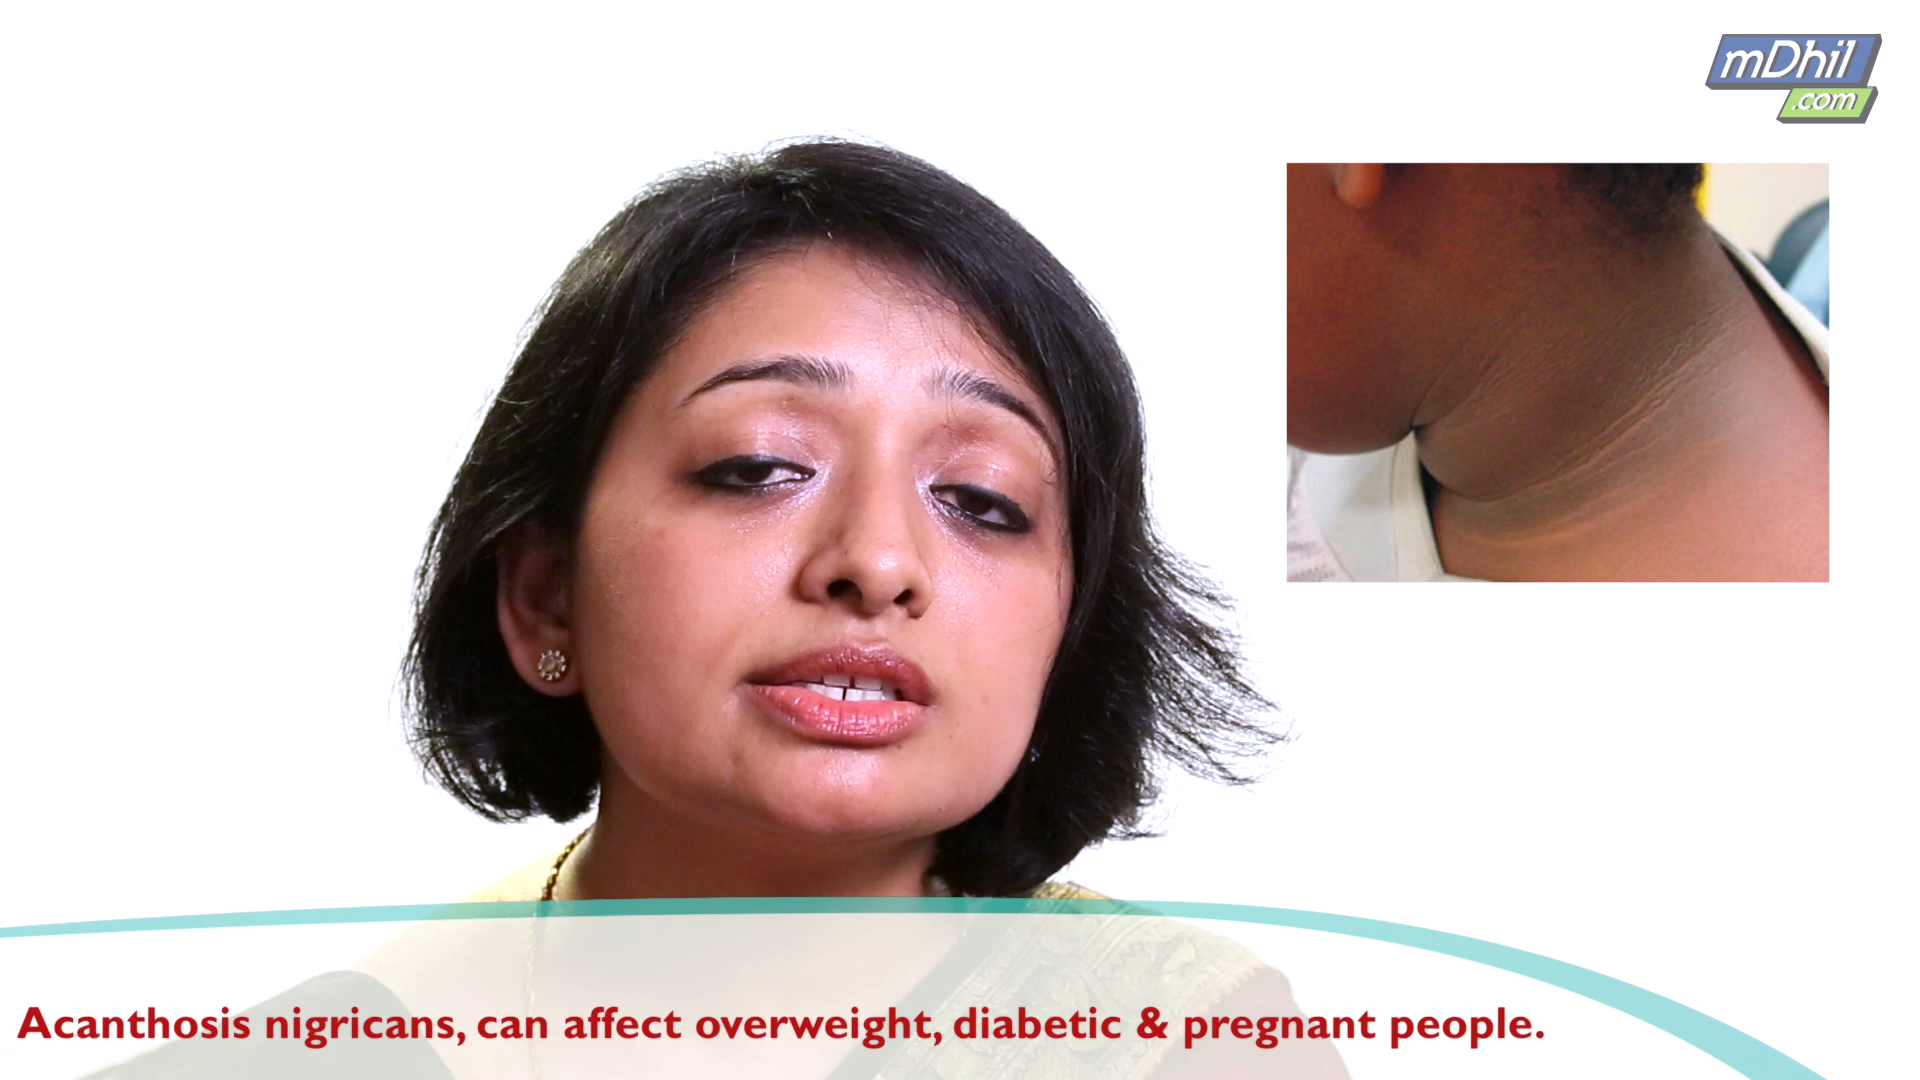 mDhil
.com
Acanthosis nigricans, can affect overweight, diabetic & pregnant people.